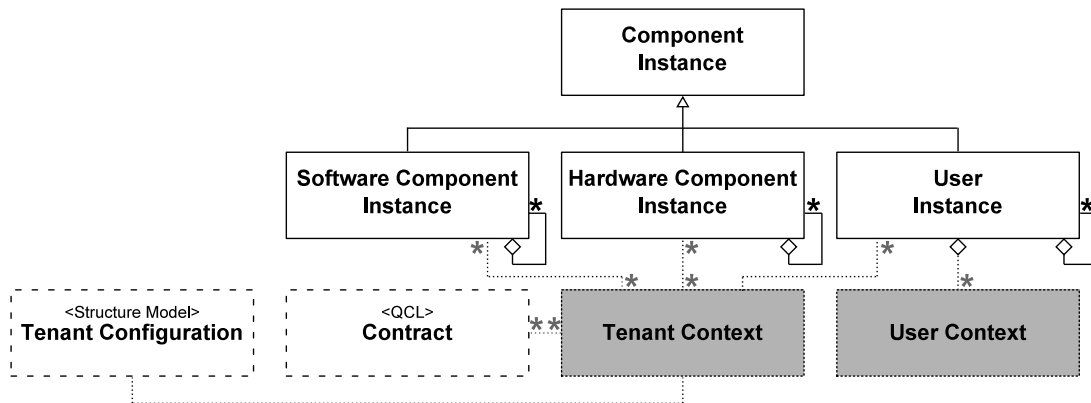 Component
Instance
Software Component
Instance
Hardware Component
Instance
User
Instance
*
*
*
*
*
*
*
*
*
<Structure Model>
Tenant Configuration
<QCL>
Contract
**
Tenant Context
User Context